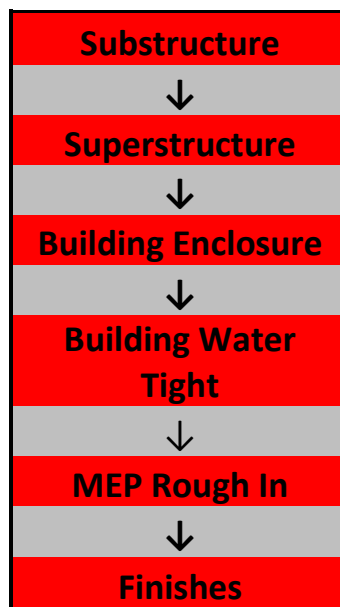 Substructure
↓
Superstructure
↓
Building Enclosure
↓
Building Water
Tight
↓
MEP Rough In
↓
Finishes